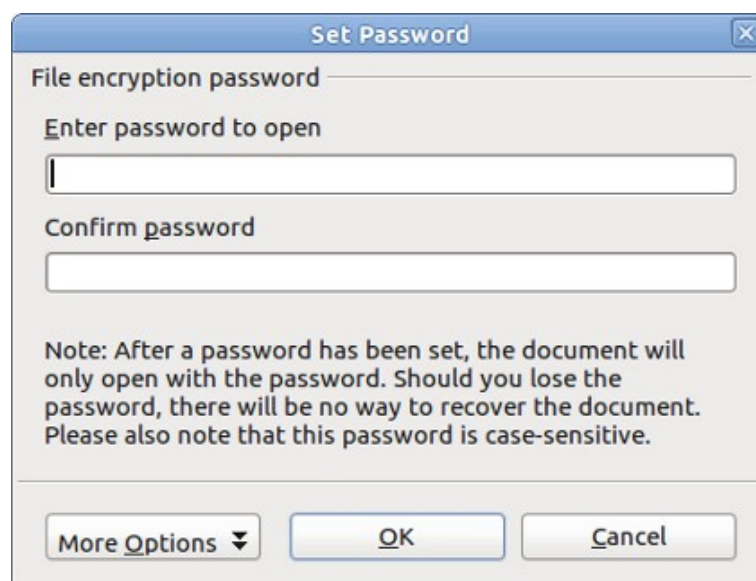 Set Password
File encryption password
Enter password to open
Confirm password
Note: After a password has been set, the document will
only open with the password. Should you lose the
password, there will be no way to recover the document.
Please also note that this password is case-sensitive.
More Options
OK
Cancel